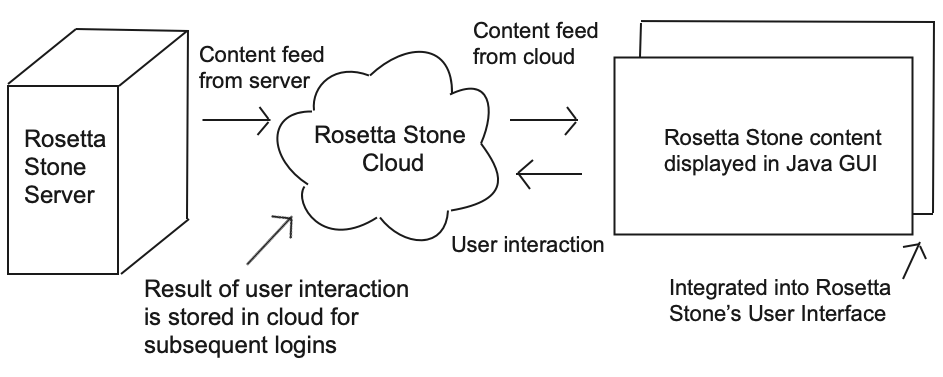 Content feed
from server
Content feed
from cloud
Rosetta
Stone
Server
Rosetta Stone
Cloud
Rosetta Stone content
displayed in Java GUI
User interaction
Result of user interaction
is stored in cloud for
subsequent logins
Integrated into Rosetta
Stone’s User Interface